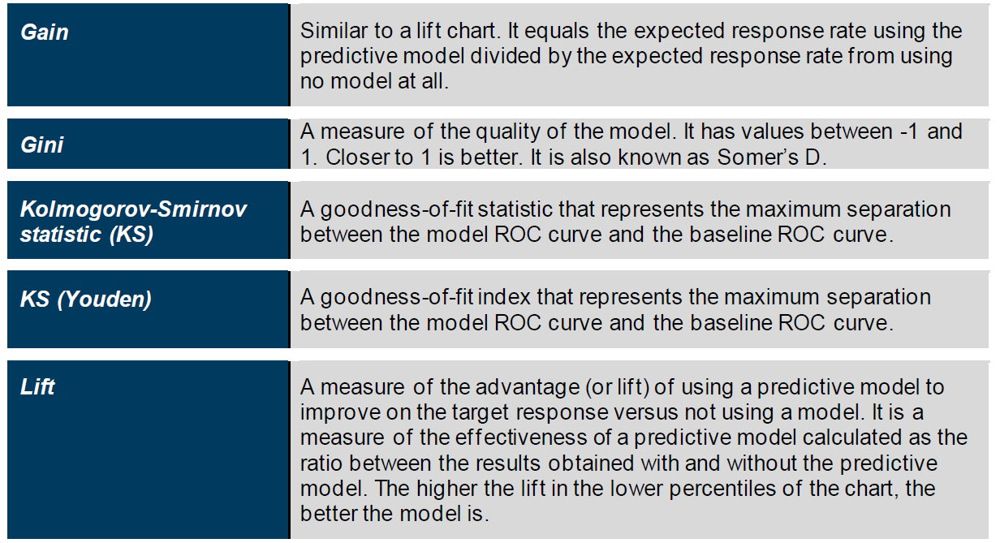 Gain
Similar to a lift chart. It equals the expected response rate using the
predictive model divided by the expected response rate from using
no model at all.
Gini
A measure of the quality of the model. It has values between -1 and
1. Closer to 1 is better. It is also known as Somer's D.
Kolmogorov-Smirnov
statistic (KS)
A goodness-of-fit statistic that represents the maximum separation
between the model ROC curve and the baseline ROC curve.
KS (Youden)
A goodness-of-fit index that represents the maximum separation
between the model ROC curve and the baseline ROC curve.
Lift
A measure of the advantage (or lift) of using a predictive model to
improve on the target response versus not using a model. It is a
measure of the effectiveness of a predictive model calculated as the
ratio between the results obtained with and without the predictive
model. The higher the lift in the lower percentiles of the chart, the
better the model is.